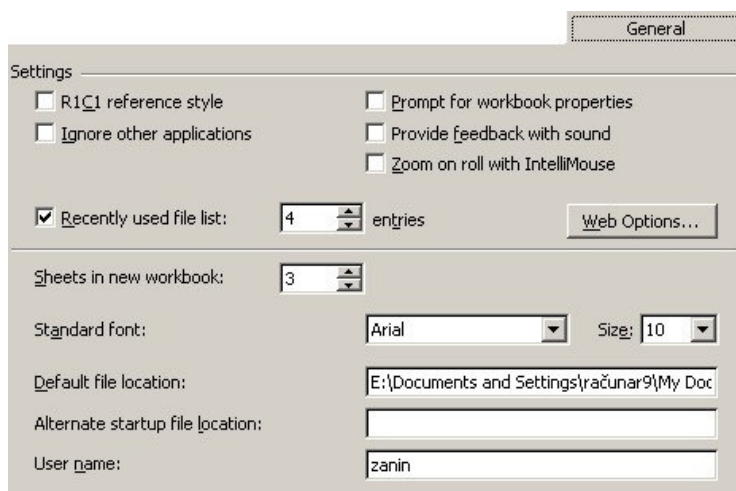 General
Settings
R1C1 reference style
Prompt for workbook properties
Ignore other applications
Provide feedback with sound
Zoom on roll with IntelliMouse
Recently used file list: 4 entries
Web Options...
Sheets in new workbook: 3
Standard font: Arial Size: 10
Default file location: E:\Documents and Settings\računar9\My Doc
Alternate startup file location:
User name: zanin